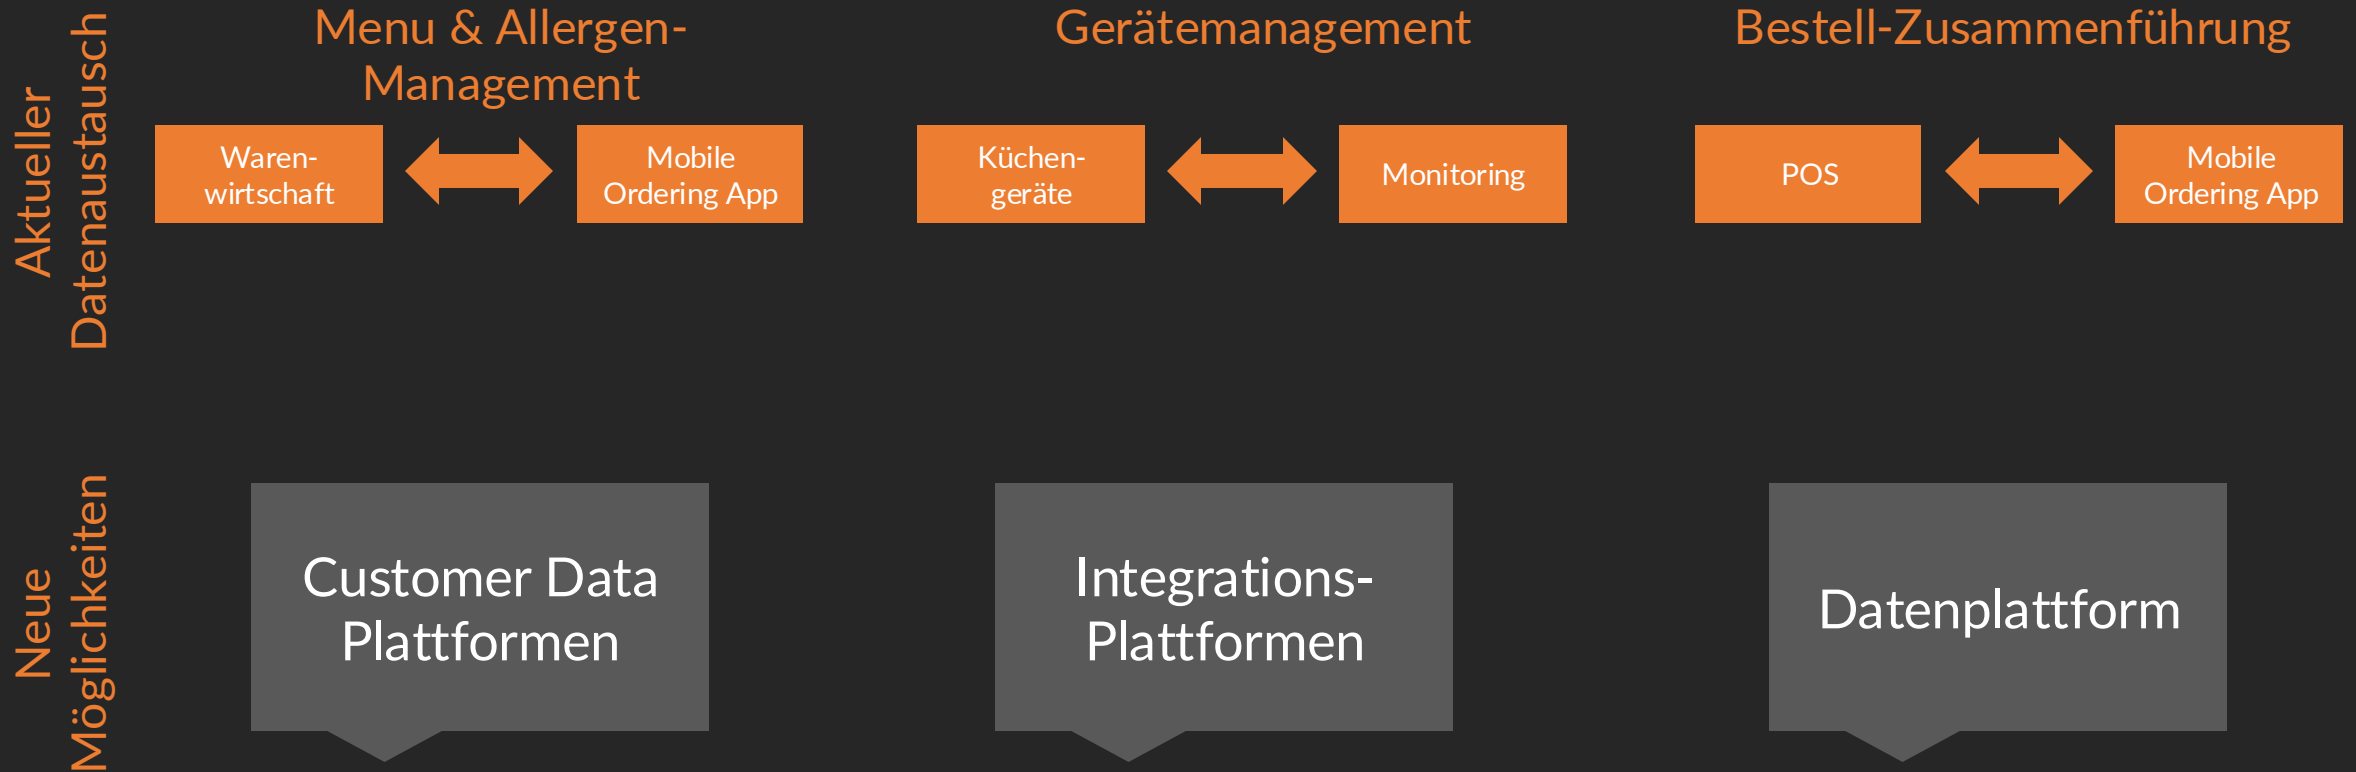 Aktueller
Datenaustausch
Menu & Allergen-
Management
Gerätemanagement
Bestell-Zusammenführung
Waren-
wirtschaft
Mobile
Ordering App
Küchen-
geräte
Monitoring
POS
Mobile
Ordering App
Neue
Möglichkeiten
Customer Data
Plattformen
Integrations-
Plattformen
Datenplattform